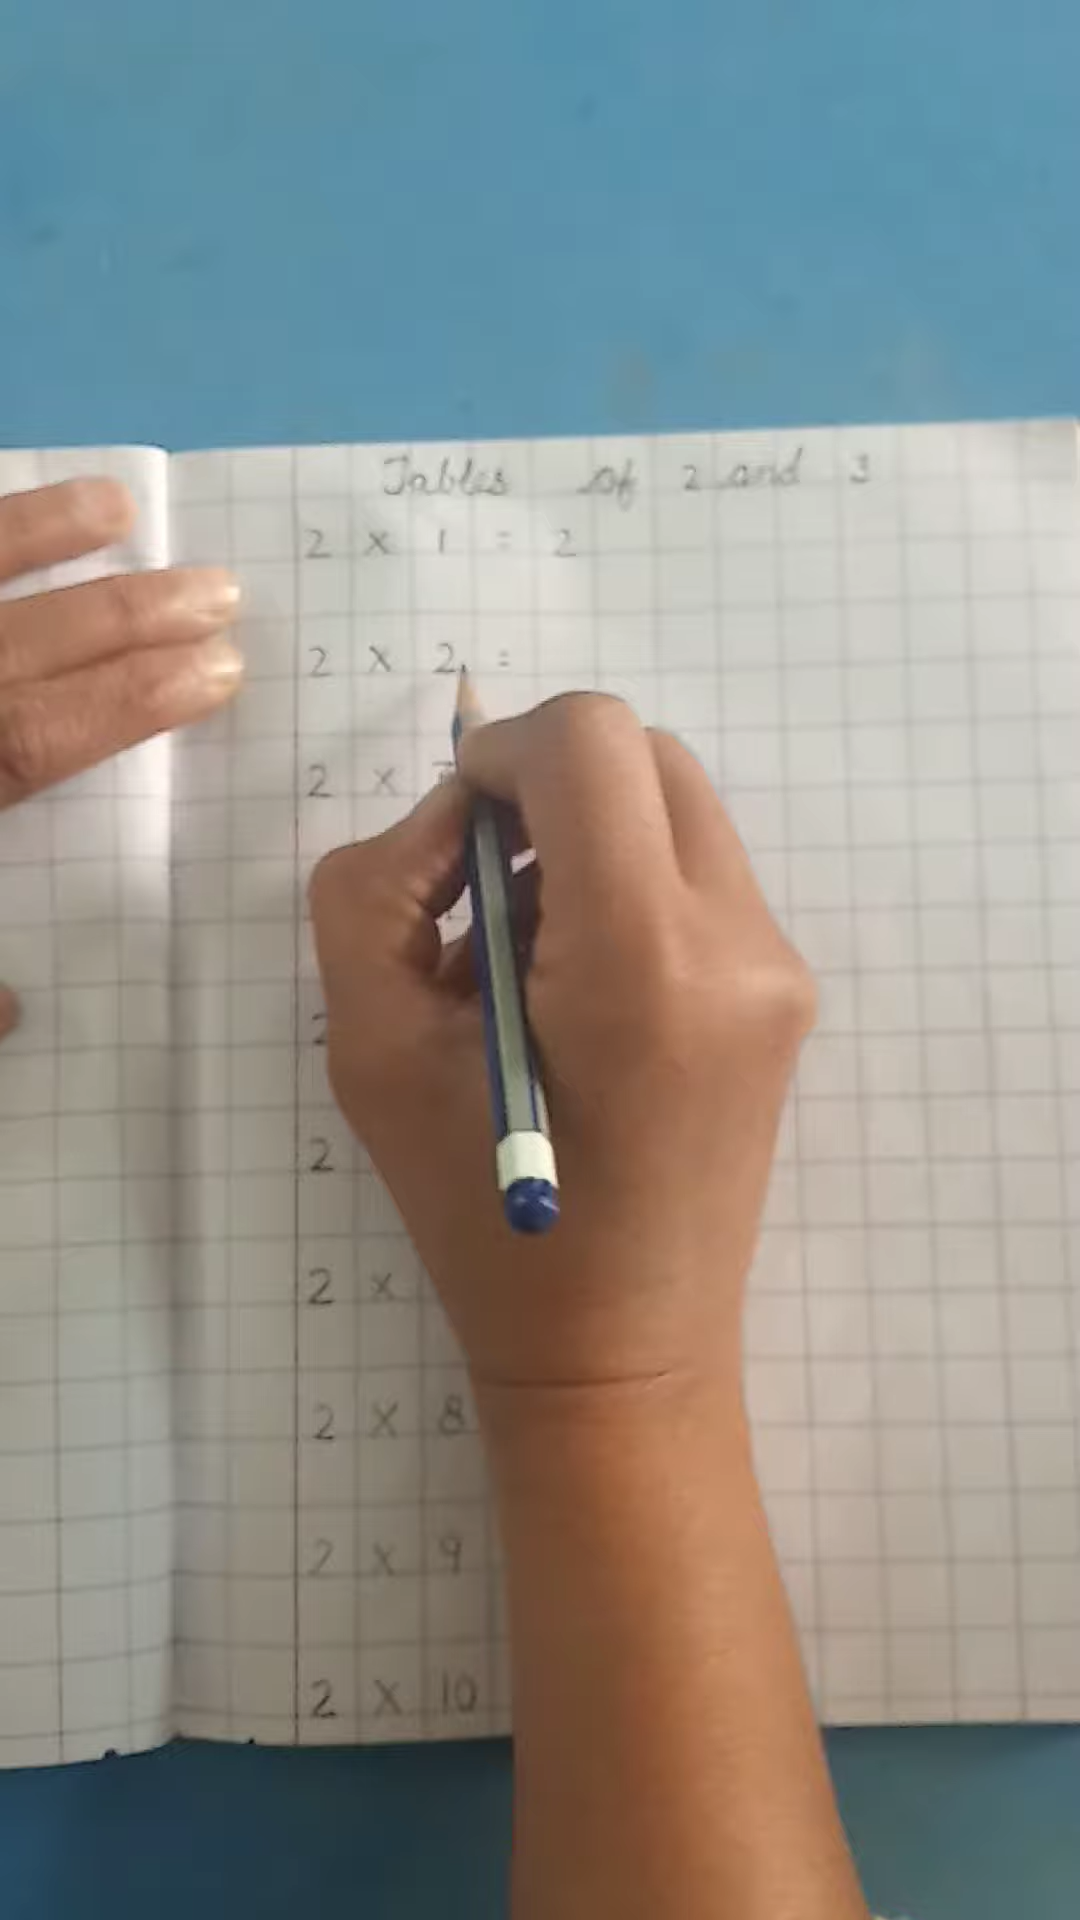 Tables of 2 and 3
2 x 1 = 2
2 x 2 =
2 x
2
2
2 x
2 x 8
2 x 9
2 x 10